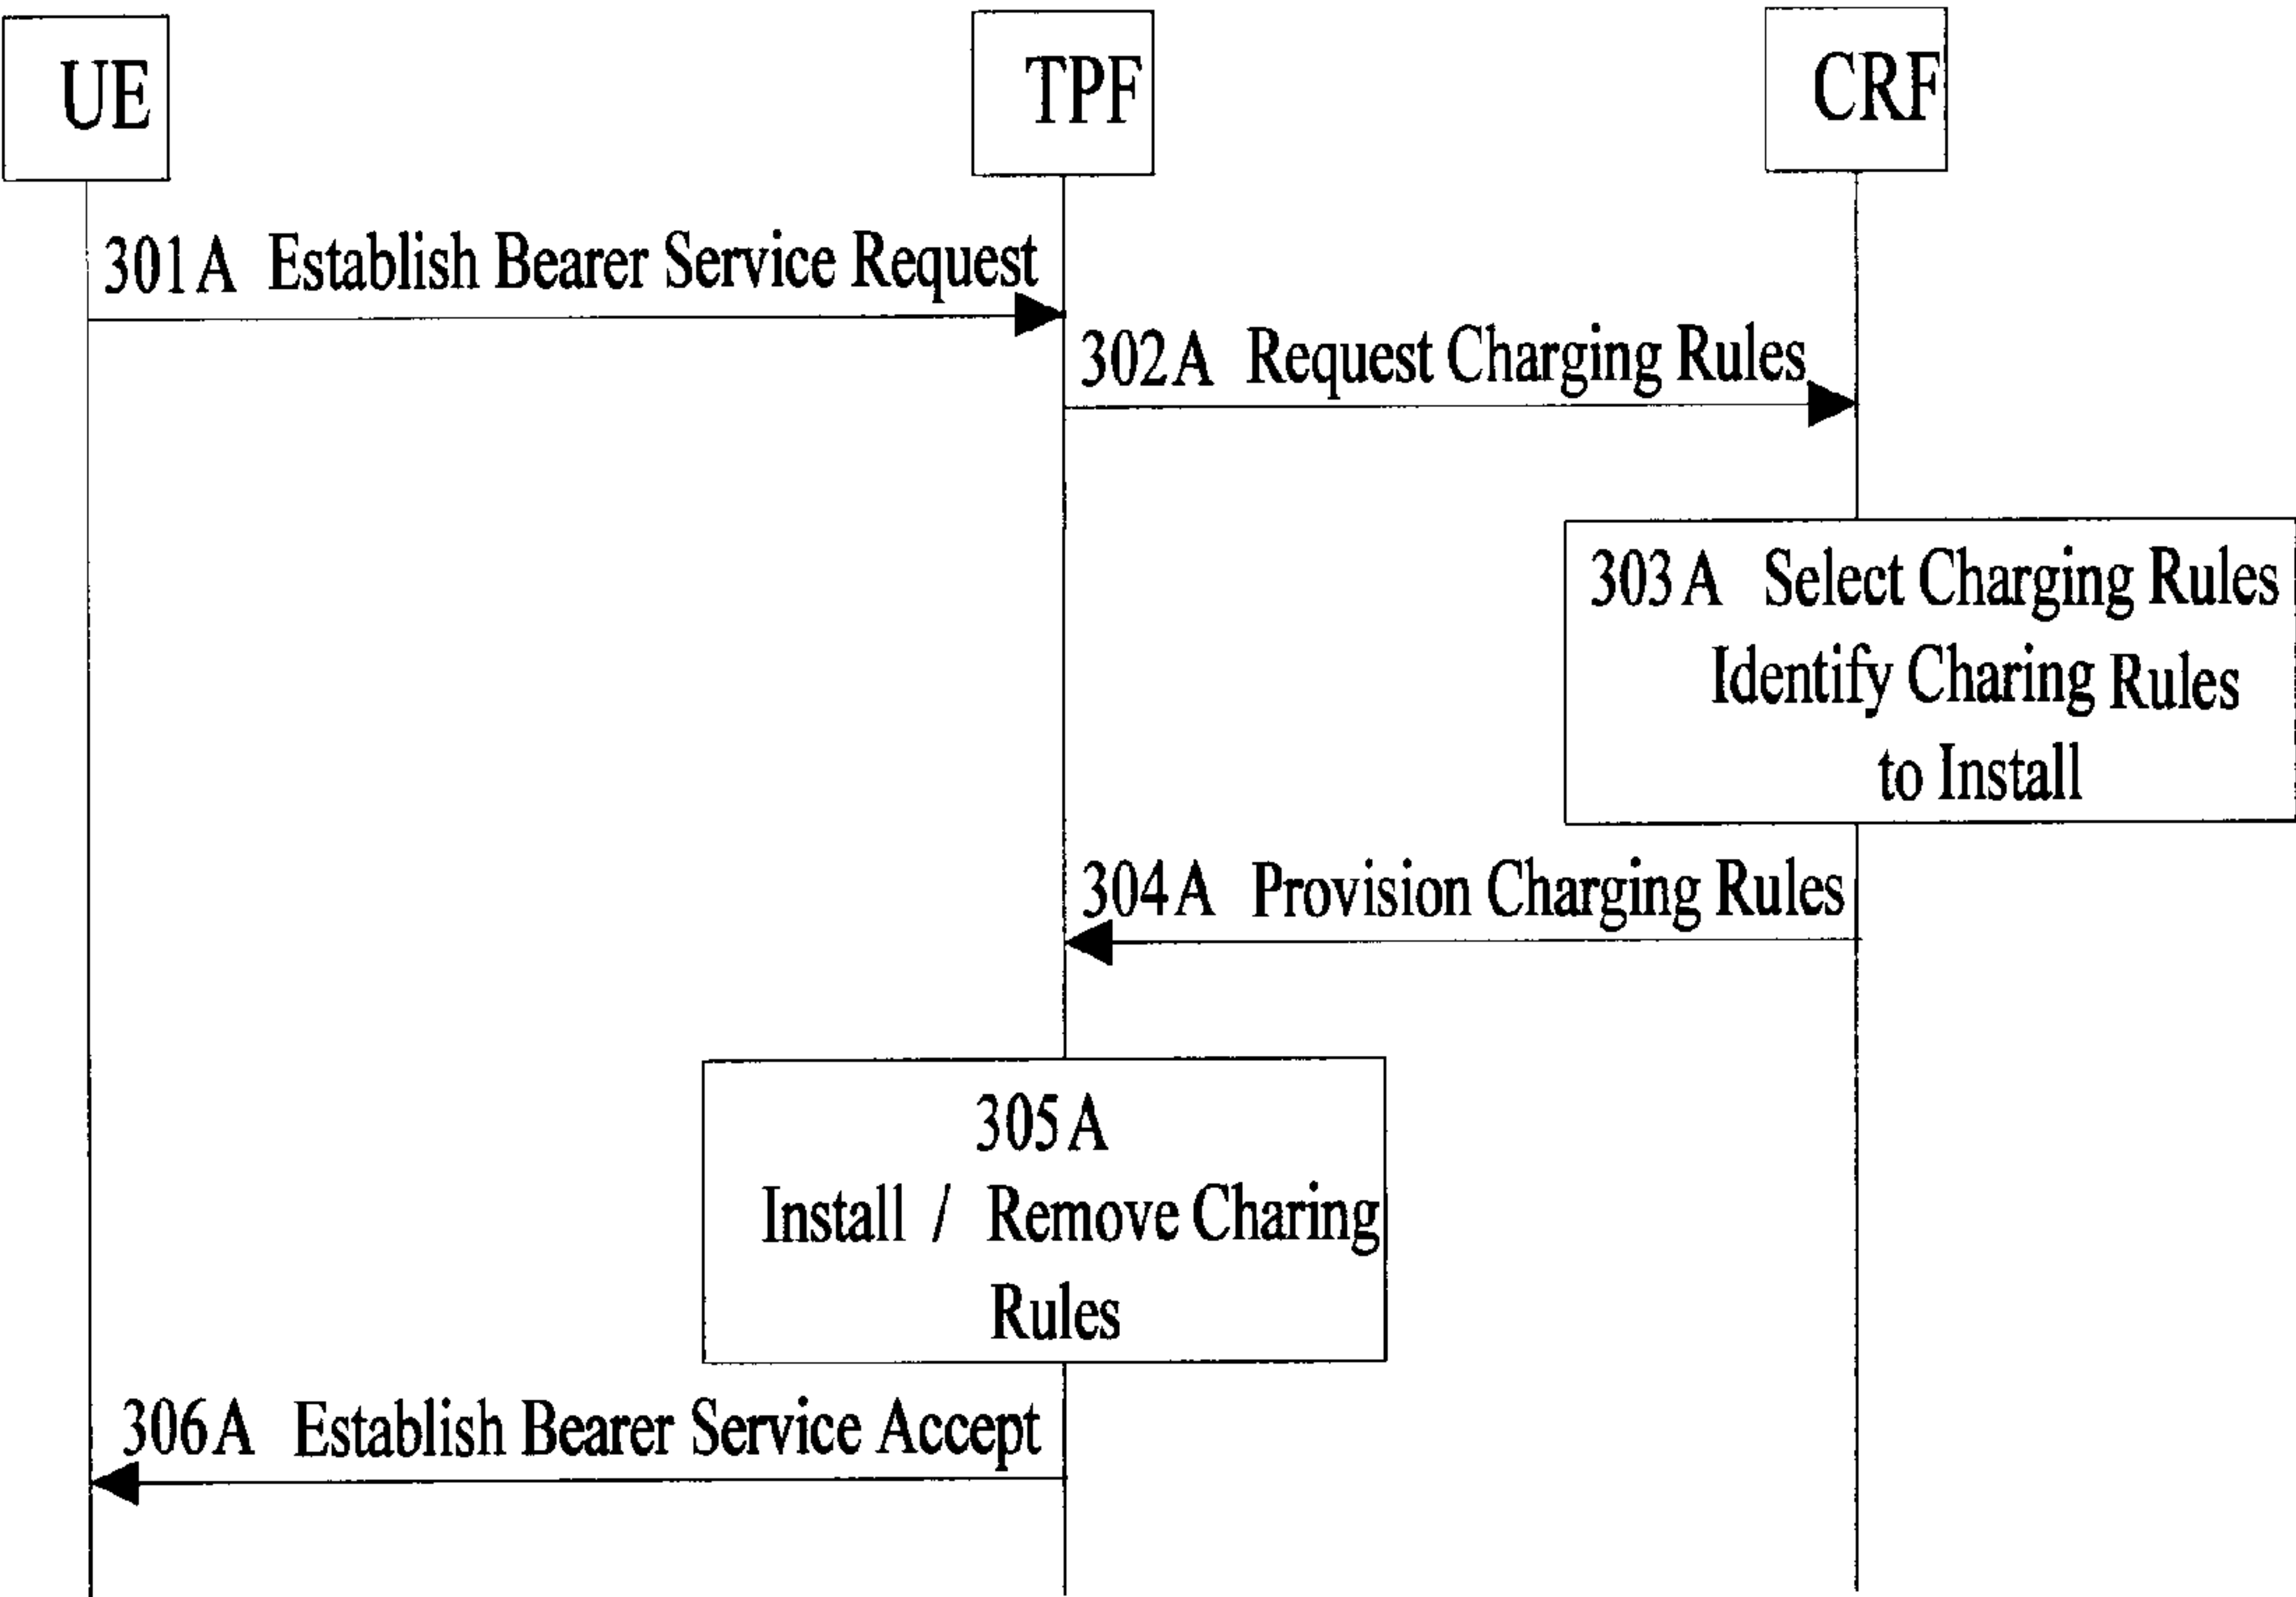 UE
TPF
CRF
301A Establish Bearer Service Request
302A Request Charging Rules
303A Select Charging Rules
Identify Charing Rules
to Install
304A Provision Charging Rules
305A
Install / Remove Charing
Rules
306A Establish Bearer Service Accept